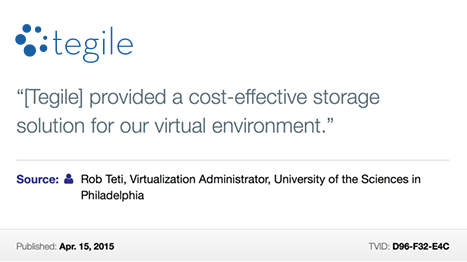 tegile
“[Tegile] provided a cost-effective storage
solution for our virtual environment.”
Source: Rob Teti, Virtualization Administrator, University of the Sciences in
Philadelphia
Published: Apr. 15, 2015 TVID: D96-F32-E4C